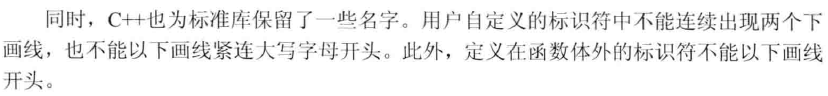 同时，C++也为标准库保留了一些名字。用户自定义的标识符中不能连续出现两个下
画线，也不能以下画线紧连大写字母开头。此外，定义在函数体外的标识符不能以下画线
开头。